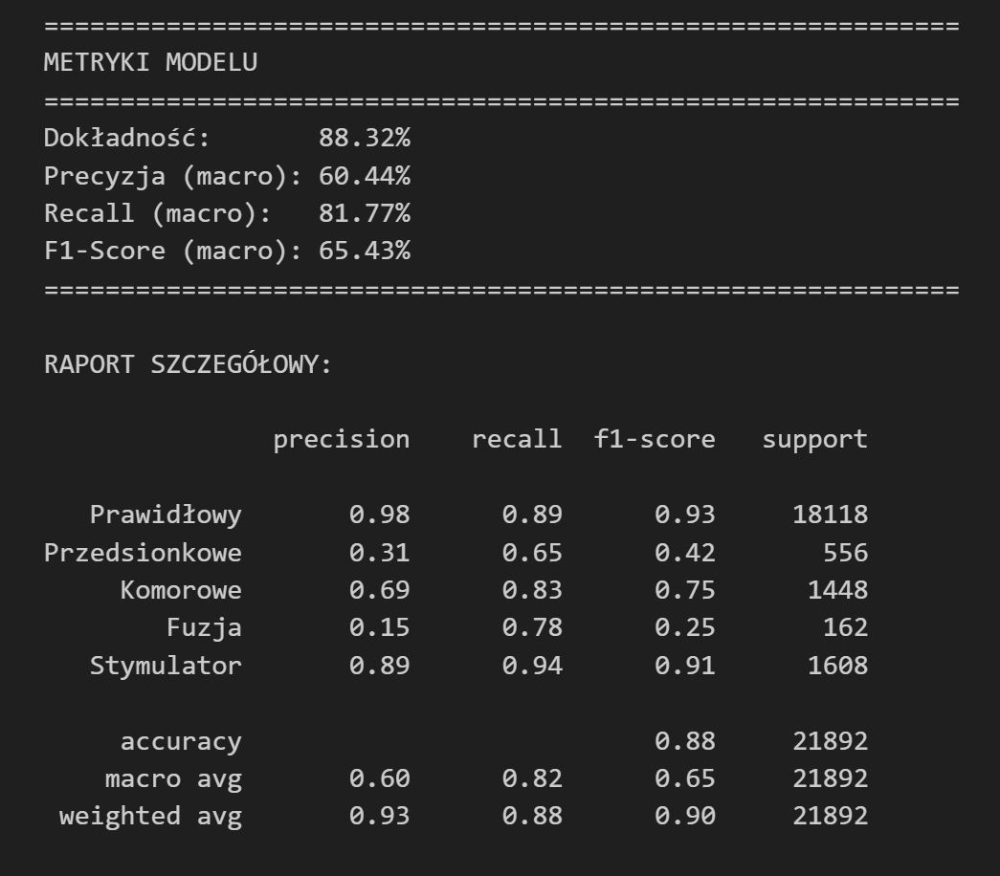 ============================================================
METRYKI MODELU
============================================================
Dokładność:       88.32%
Precyzja (macro): 60.44%
Recall (macro):   81.77%
F1-Score (macro): 65.43%
============================================================
RAPORT SZCZEGÓŁOWY:
               precision    recall  f1-score   support
   Prawidłowy       0.98      0.89      0.93     18118
Przedsionkowe       0.31      0.65      0.42       556
     Komorowe       0.69      0.83      0.75      1448
        Fuzja       0.15      0.78      0.25       162
   Stymulator       0.89      0.94      0.91      1608
     accuracy                           0.88     21892
    macro avg       0.60      0.82      0.65     21892
 weighted avg       0.93      0.88      0.90     21892